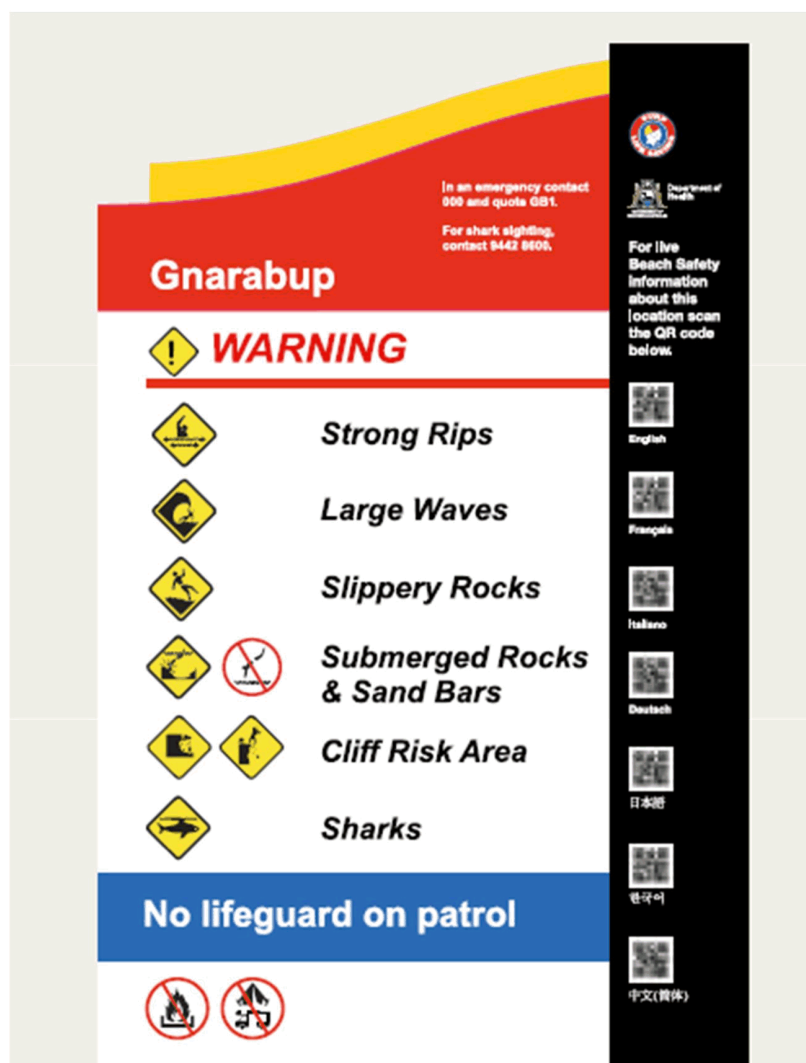 In an emergency contact
000 and quote GB1.
For shark sighting,
contact 9442 8600.
Gnarabup
WARNING
Strong Rips
Large Waves
Slippery Rocks
Submerged Rocks
& Sand Bars
Cliff Risk Area
Sharks
No lifeguard on patrol
SURF
LIFE SAVING
Department of
Health
For live
Beach Safety
information
about this
location scan
the QR code
below.
English
Français
Italiano
Deutsch
日本語
한국어
中文(简体)